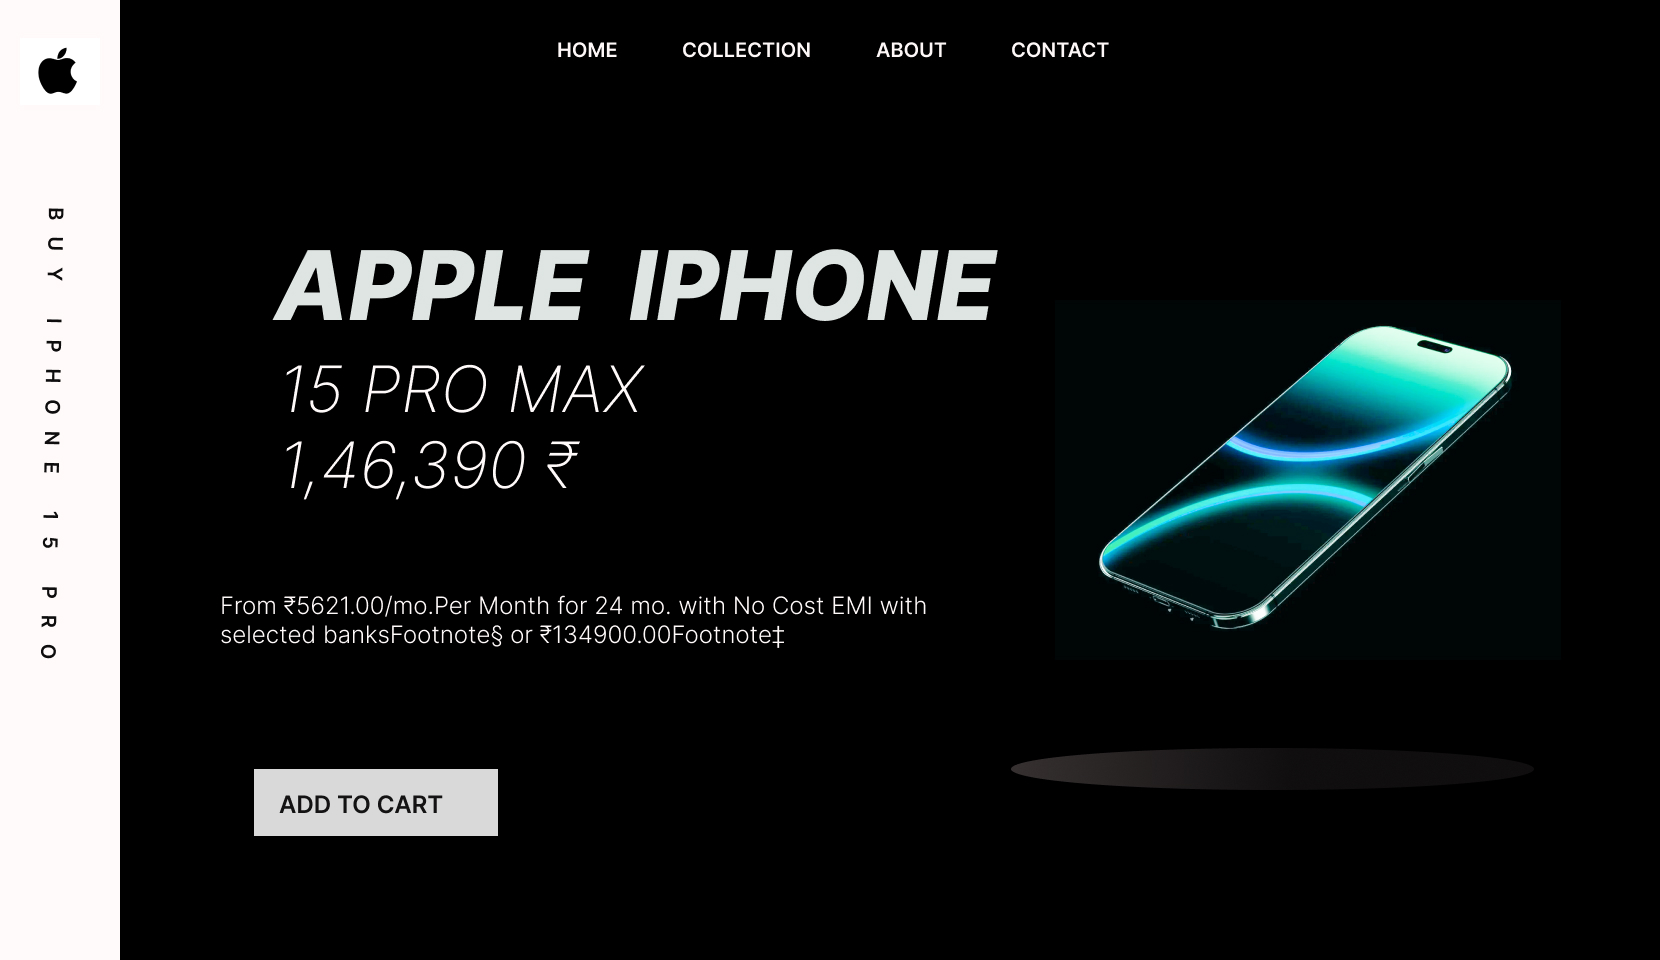 HOME COLLECTION ABOUT CONTACT
BUY IPHONE 15 PRO
APPLE IPHONE
15 PRO MAX
1,46,390 ₹
From ₹5621.00/mo.Per Month for 24 mo. with No Cost EMI with
selected banksFootnote§ or ₹134900.00Footnote‡
ADD TO CART